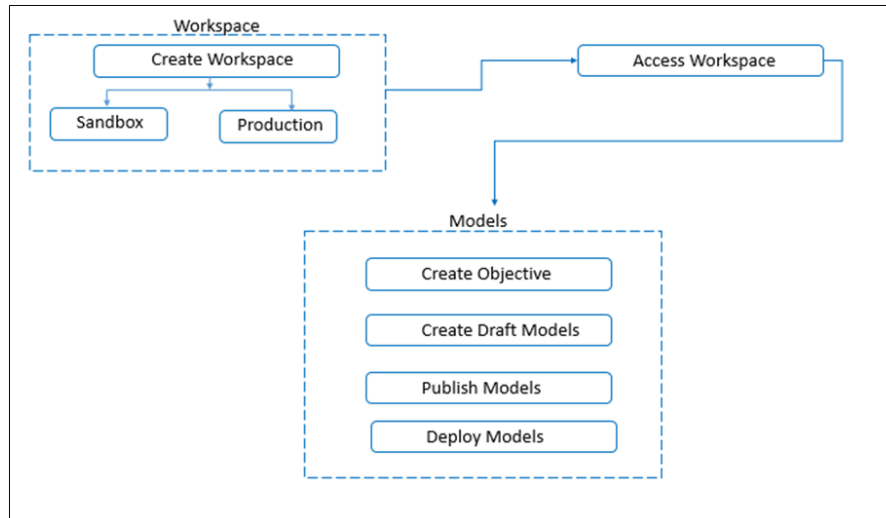 Workspace
Create Workspace
Sandbox
Production
Access Workspace
Models
Create Objective
Create Draft Models
Publish Models
Deploy Models